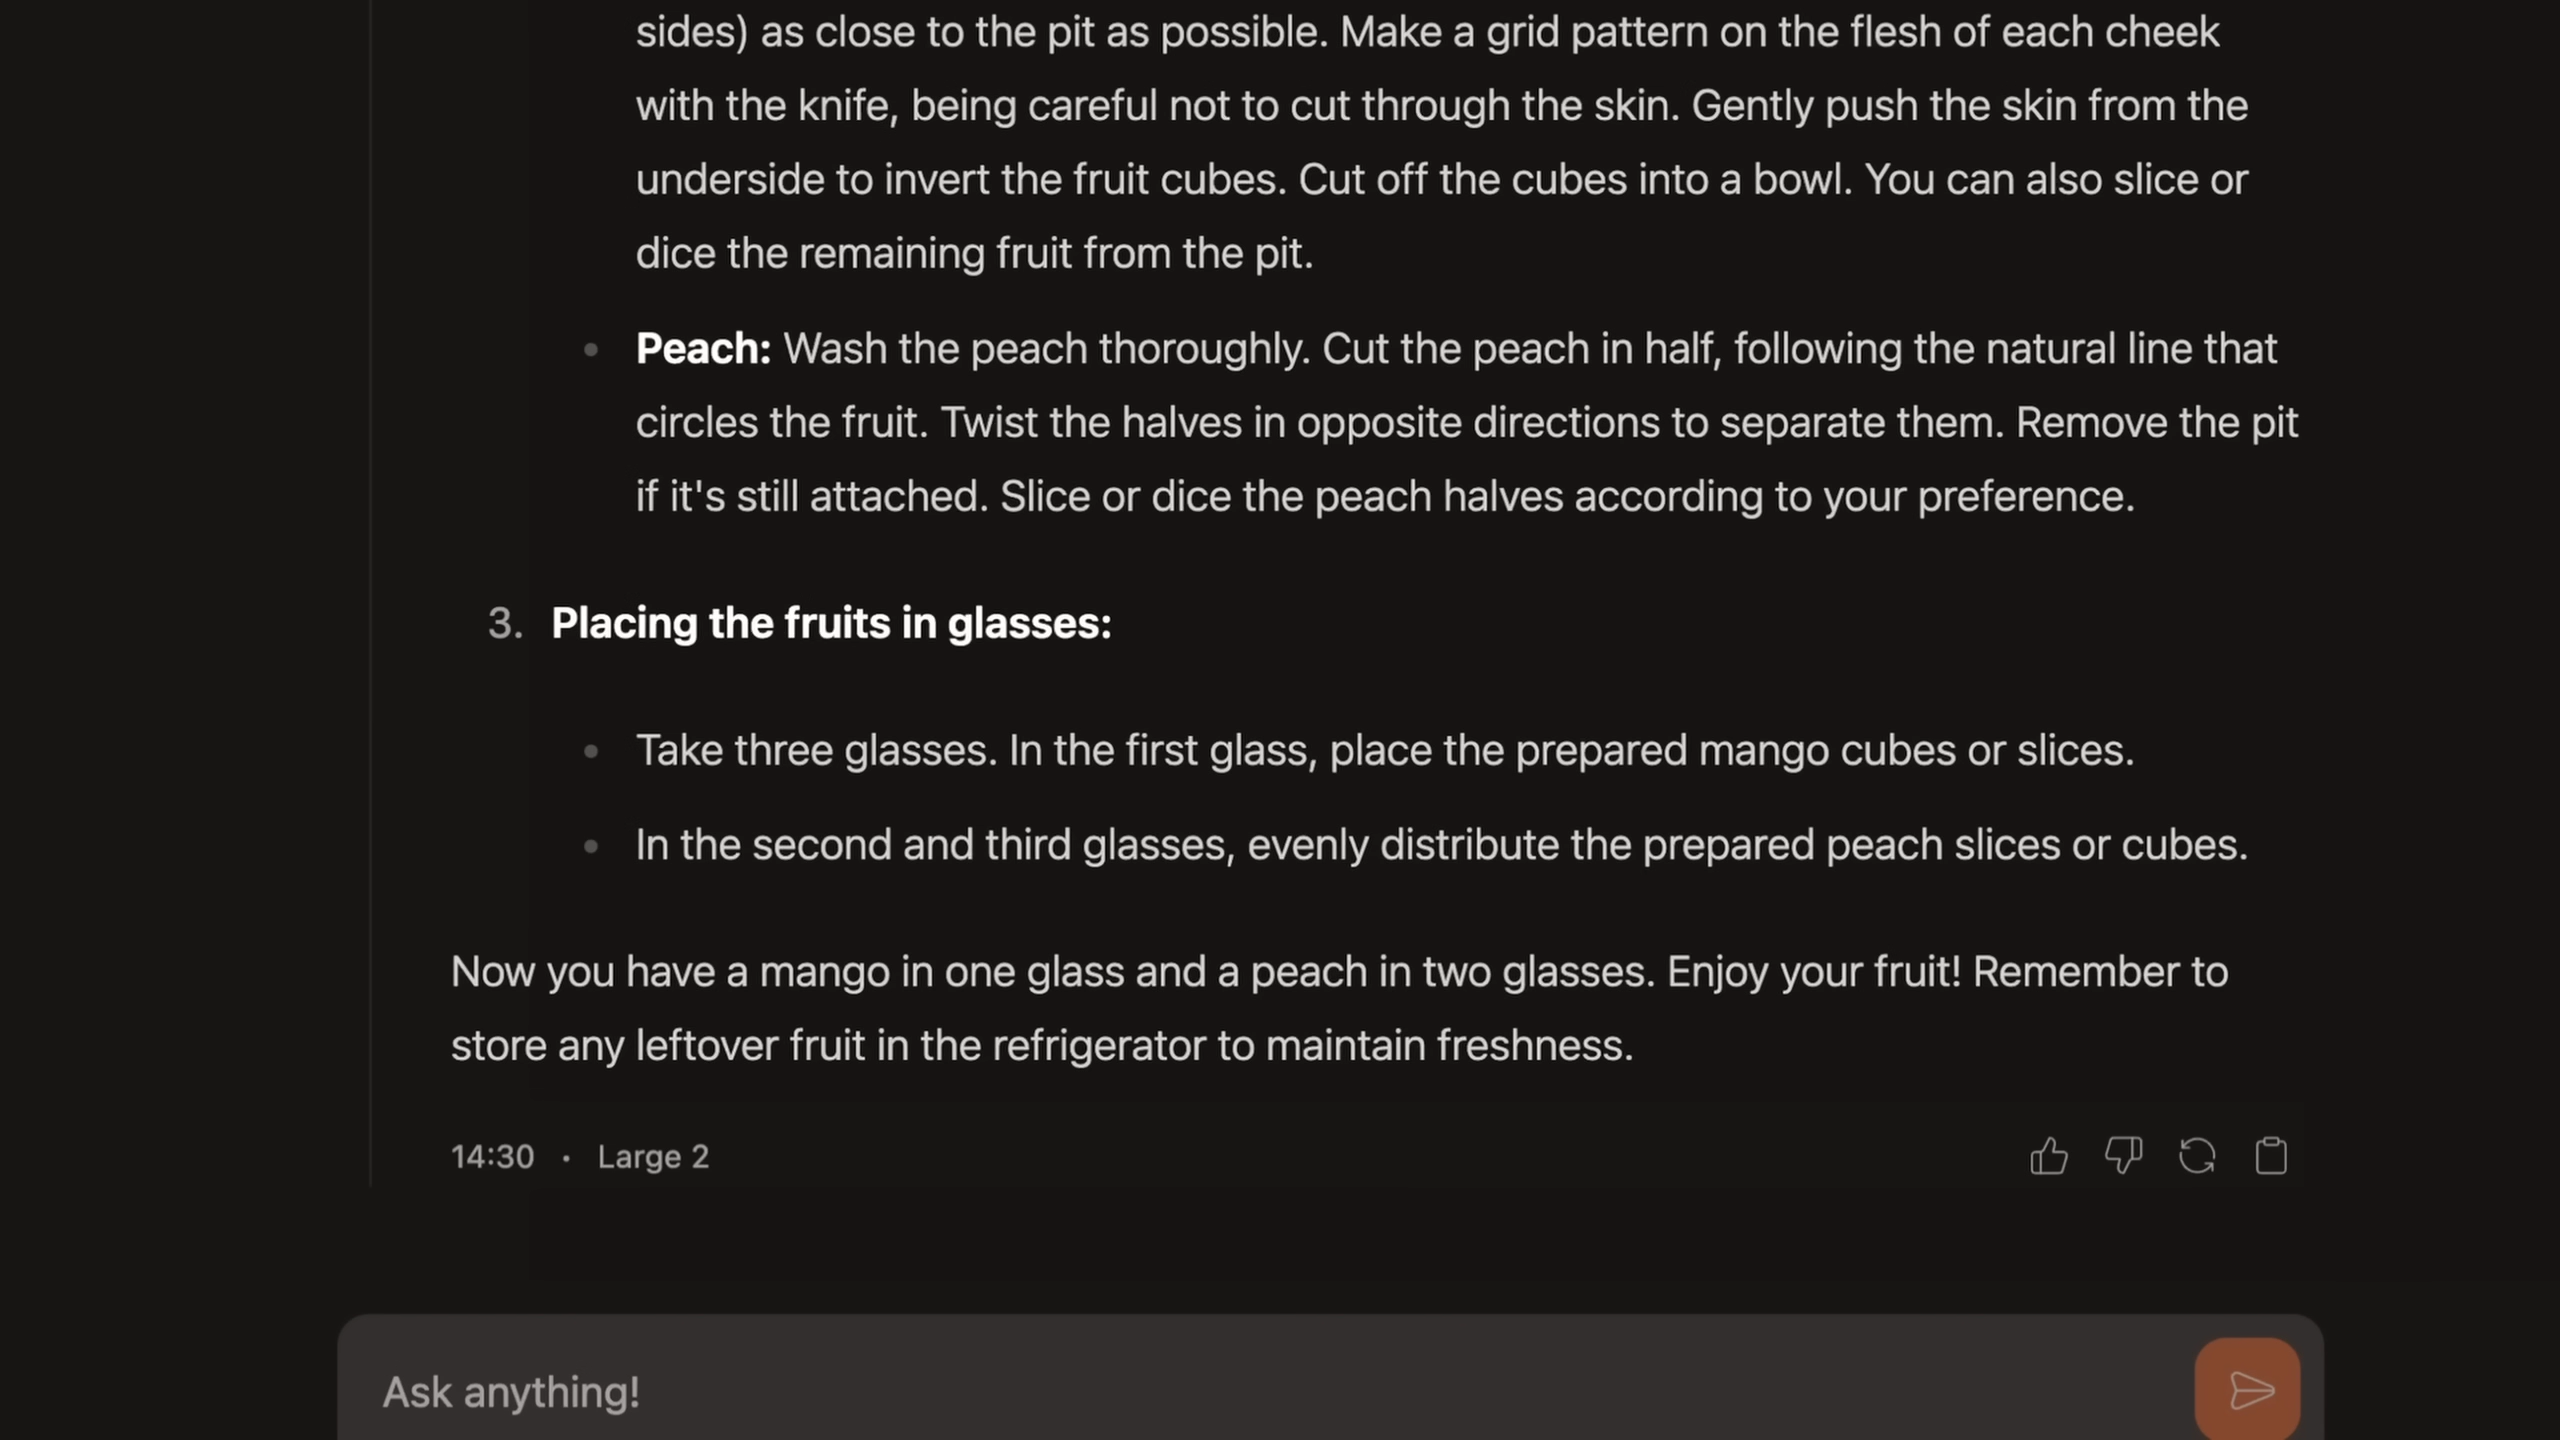 sides) as close to the pit as possible. Make a grid pattern on the flesh of each cheek
with the knife, being careful not to cut through the skin. Gently push the skin from the
underside to invert the fruit cubes. Cut off the cubes into a bowl. You can also slice or
dice the remaining fruit from the pit.
• Peach: Wash the peach thoroughly. Cut the peach in half, following the natural line that
circles the fruit. Twist the halves in opposite directions to separate them. Remove the pit
if it's still attached. Slice or dice the peach halves according to your preference.
3. Placing the fruits in glasses:
• Take three glasses. In the first glass, place the prepared mango cubes or slices.
• In the second and third glasses, evenly distribute the prepared peach slices or cubes.
Now you have a mango in one glass and a peach in two glasses. Enjoy your fruit! Remember to
store any leftover fruit in the refrigerator to maintain freshness.
14:30 · Large 2
Ask anything!